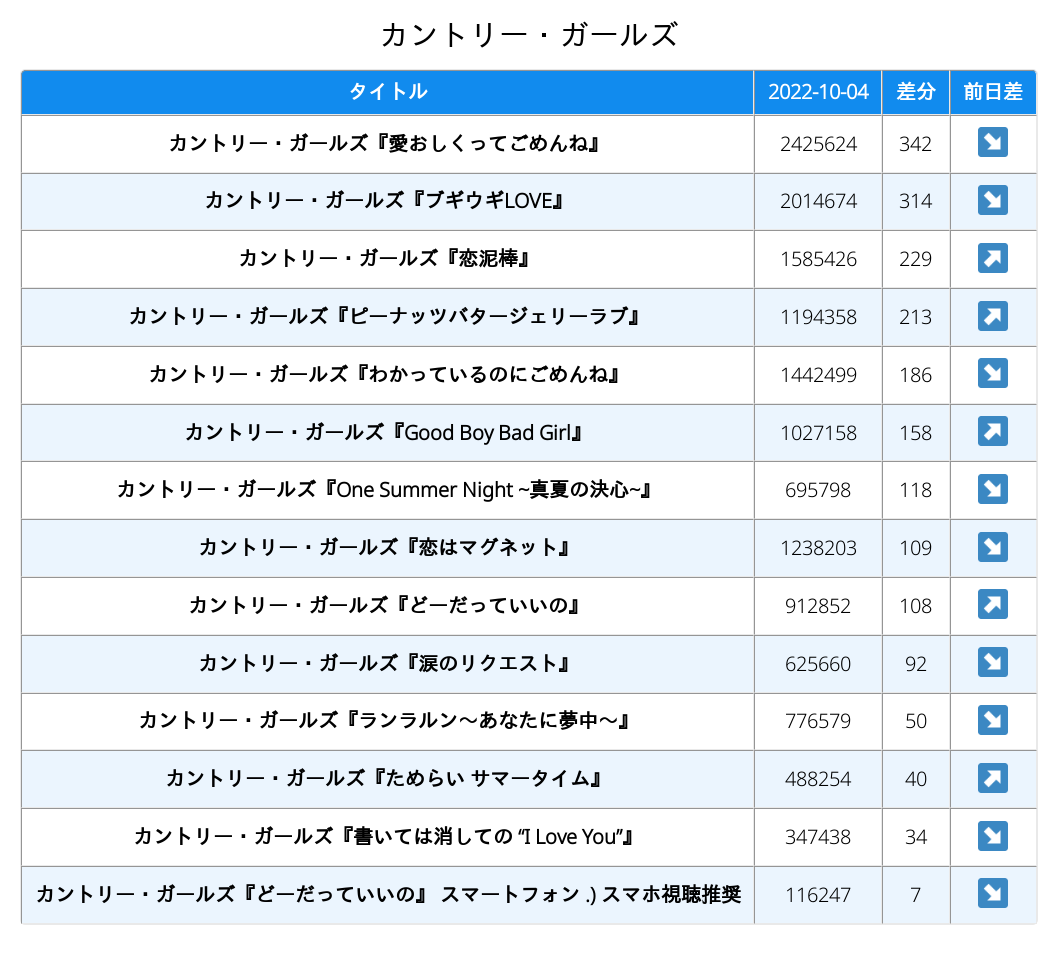 カントリー・ガールズ
タイトル 2022-10-04 差分 前日差
カントリー・ガールズ『愛おしくってごめんね』 2425624 342
カントリー・ガールズ『ブギウギLOVE』 2014674 314
カントリー・ガールズ『恋泥棒』 1585426 229
カントリー・ガールズ『ピーナッツバタージェリーラブ』 1194358 213
カントリー・ガールズ『わかっているのにごめんね』 1442499 186
カントリー・ガールズ『Good Boy Bad Girl』 1027158 158
カントリー・ガールズ『One Summer Night ~真夏の決心~』 695798 118
カントリー・ガールズ『恋はマグネット』 1238203 109
カントリー・ガールズ『どーだっていいの』 912852 108
カントリー・ガールズ『涙のリクエスト』 625660 92
カントリー・ガールズ『ランラルン〜あなたに夢中〜』 776579 50
カントリー・ガールズ『ためらい サマータイム』 488254 40
カントリー・ガールズ『書いては消しての “I Love You”』 347438 34
カントリー・ガールズ『どーだっていいの』 スマートフォン .) スマホ視聴推奨 116247 7